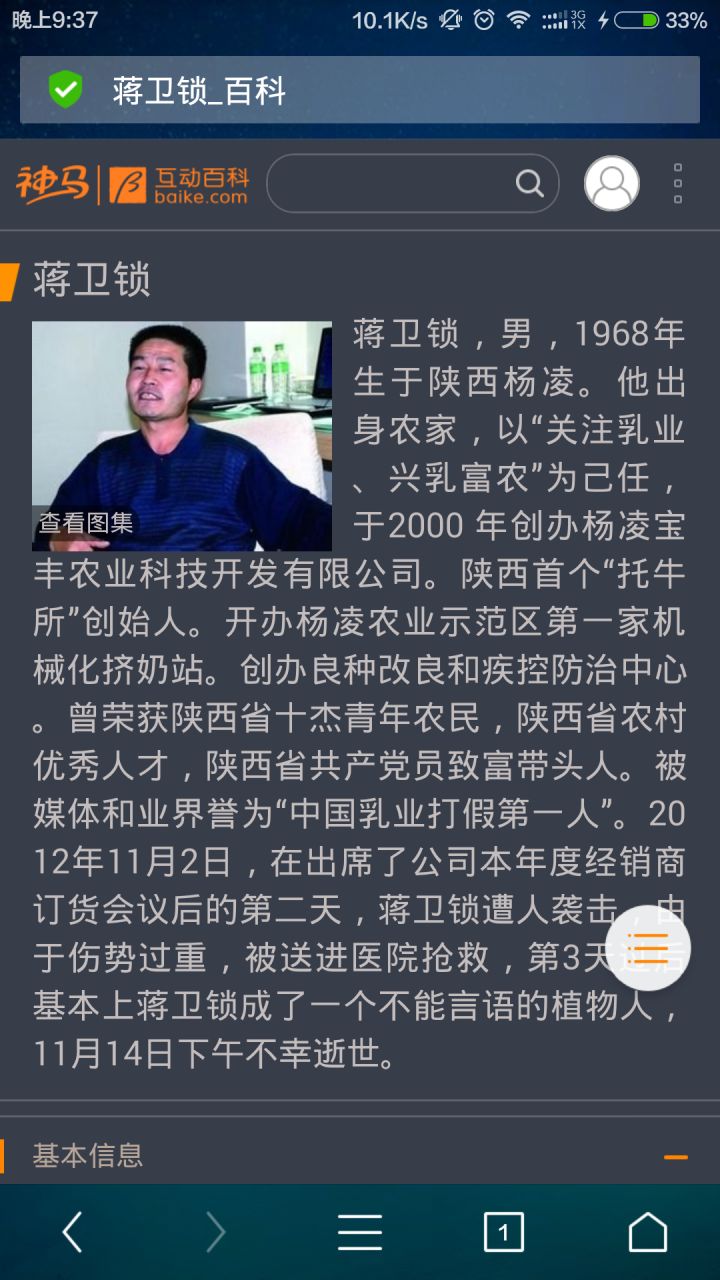 晚上9:37
10.1K/s
3G
1X
33%
蒋卫锁_百科
神马
互动百科
baike.com
蒋卫锁
蒋卫锁，男，1968年
生于陕西杨凌。他出
身农家，以“关注乳业
、兴乳富农”为己任，
查看图集
于2000 年创办杨凌宝
丰农业科技开发有限公司。陕西首个“托牛
所”创始人。开办杨凌农业示范区第一家机
械化挤奶站。创办良种改良和疾控防治中心
。曾荣获陕西省十杰青年农民，陕西省农村
优秀人才，陕西省共产党员致富带头人。被
媒体和业界誉为“中国乳业打假第一人”。20
12年11月2日，在出席了公司本年度经销商
订货会议后的第二天，蒋卫锁遭人袭击，由
于伤势过重，被送进医院抢救，第3天过后
基本上蒋卫锁成了一个不能言语的植物人，
11月14日下午不幸逝世。
基本信息
1